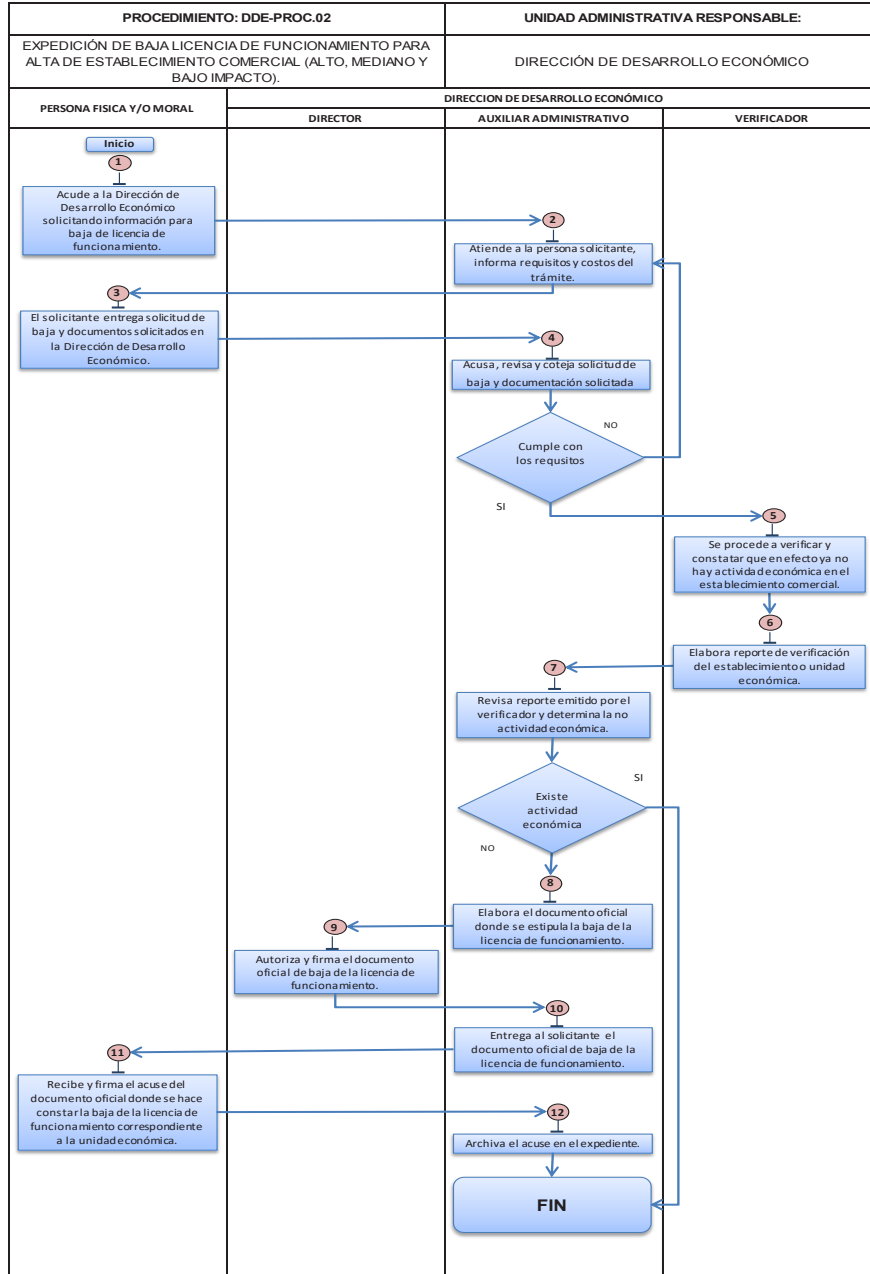 PROCEDIMIENTO: DDE-PROC.02
UNIDAD ADMINISTRATIVA RESPONSABLE:
EXPEDICIÓN DE BAJA LICENCIA DE FUNCIONAMIENTO PARA
ALTA DE ESTABLECIMIENTO COMERCIAL (ALTO, MEDIANO Y
BAJO IMPACTO).
DIRECCIÓN DE DESARROLLO ECONÓMICO
PERSONA FISICA Y/O MORAL
DIRECCION DE DESARROLLO ECONÓMICO
DIRECTOR
AUXILIAR ADMINISTRATIVO
VERIFICADOR
Inicio
1
Acude a la Dirección de
Desarrollo Económico
solicitando información para
baja de licencia de
funcionamiento.
2
Atiende a la persona solicitante,
informa requisitos y costos del
trámite.
3
El solicitante entrega solicitud de
baja y documentos solicitados en
la Dirección de Desarrollo
Económico.
4
Acusa, revisa y coteja solicitud de
baja y documentación solicitada
NO
Cumple con
los requsitos
SI
5
Se procede a verificar y
constatar que en efecto ya no
hay actividad económica en el
establecimiento comercial.
6
Elabora reporte de verificación
del establecimiento o unidad
económica.
7
Revisa reporte emitido por el
verificador y determina la no
actividad económica.
SI
Existe
actividad
económica
NO
8
Elabora el documento oficial
donde se estipula la baja de la
licencia de funcionamiento.
9
Autoriza y firma el documento
oficial de baja de la licencia de
funcionamiento.
10
Entrega al solicitante el
documento oficial de baja de la
licencia de funcionamiento.
11
Recibe y firma el acuse del
documento oficial donde se hace
constar la baja de la licencia de
funcionamiento correspondiente
a la unidad económica.
12
Archiva el acuse en el expediente.
FIN